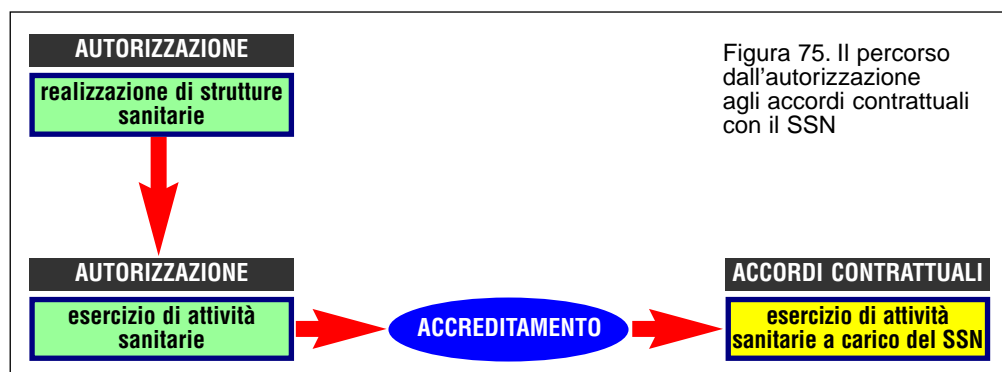 AUTORIZZAZIONE
realizzazione di strutture
sanitarie
Figura 75. Il percorso
dall'autorizzazione
agli accordi contrattuali
con il SSN
AUTORIZZAZIONE
esercizio di attività
sanitarie
ACCREDITAMENTO
ACCORDI CONTRATTUALI
esercizio di attività
sanitarie a carico del SSN